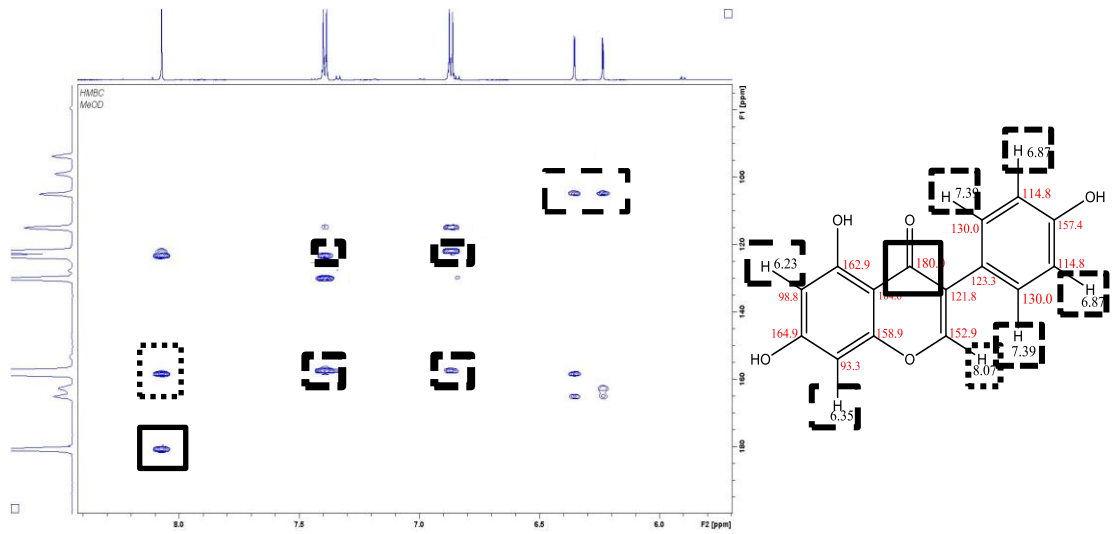 HMBC
MeOD
F1 [ppm]
100
120
140
160
180
8.0
7.5
7.0
6.5
6.0
F2 [ppm]
H 6.87
H 7.39
OH
O
OH
114.8
130.0
157.4
H 6.23
162.9
180.0
114.8
123.3
98.8
121.8
130.0
H 6.87
164.9
158.9
152.9
HO
O
H 8.07
H 7.39
93.3
H 6.35